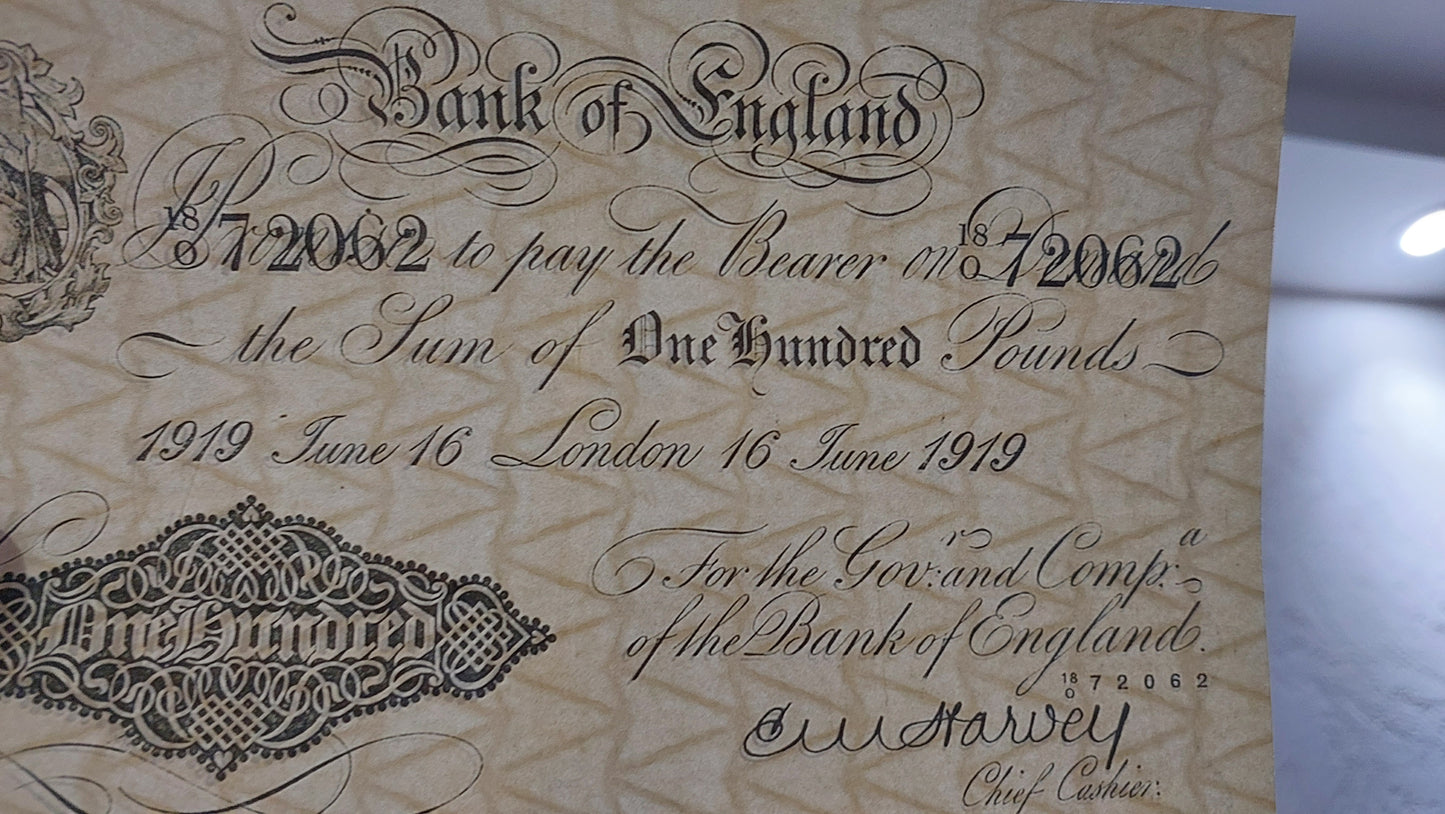 Bank of England
18/0 72062 to pay the Bearer on 18/0 72062
the Sum of One Hundred Pounds
1919 June 16 London 16 June 1919
For the Gov:r and Comp:a
of the Bank of England.
One Hundred
18/0 72062
E M Harvey
Chief Cashier: